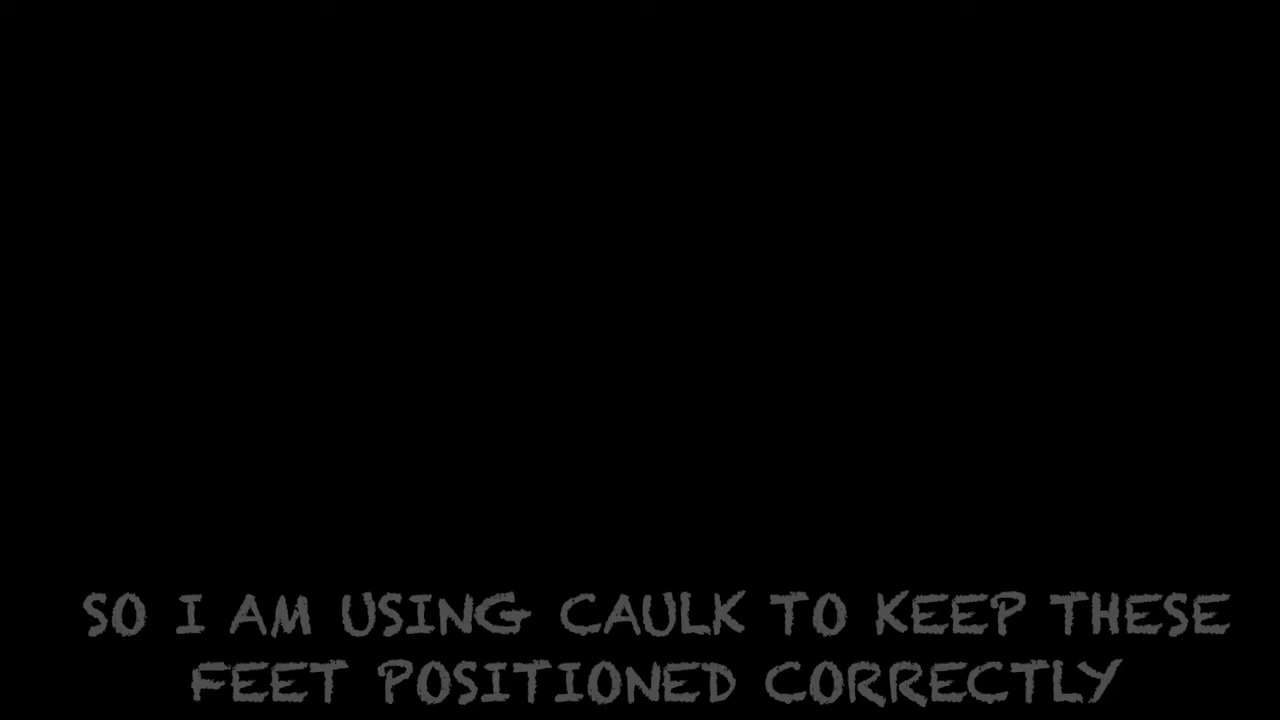 SO I AM USING CAULK TO KEEP THESE
FEET POSITIONED CORRECTLY